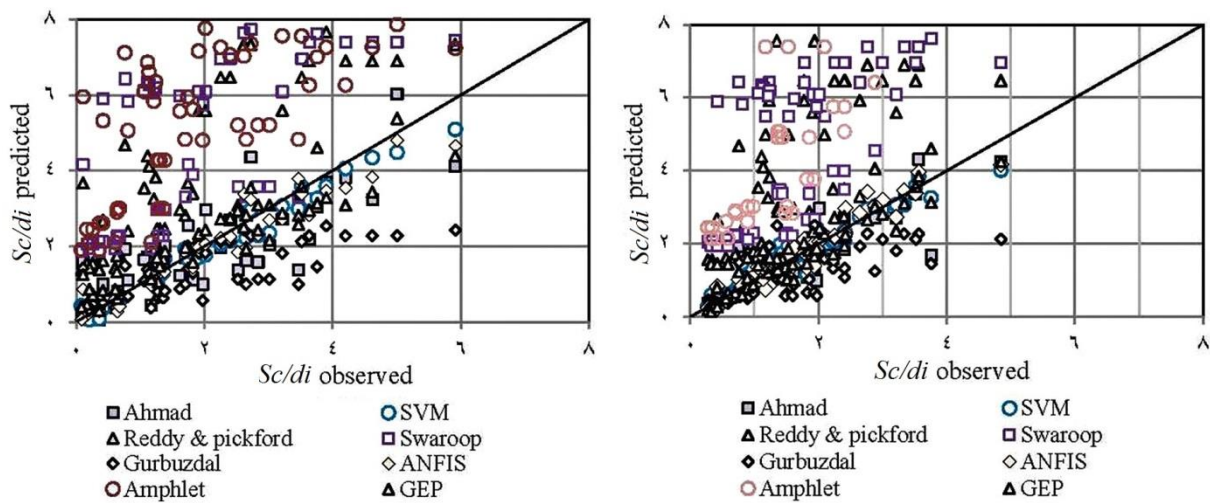 ٨
٦
٤
٢
٠
Sc/di predicted
٠ ٢ ٤ ٦ ٨
Sc/di observed
Ahmad SVM
Reddy & pickford Swaroop
Gurbuzdal ANFIS
Amphlet GEP
٨
٦
٤
٢
٠
Sc/di predicted
٠ ٢ ٤ ٦ ٨
Sc/di observed
Ahmad SVM
Reddy & pickford Swaroop
Gurbuzdal ANFIS
Amphlet GEP